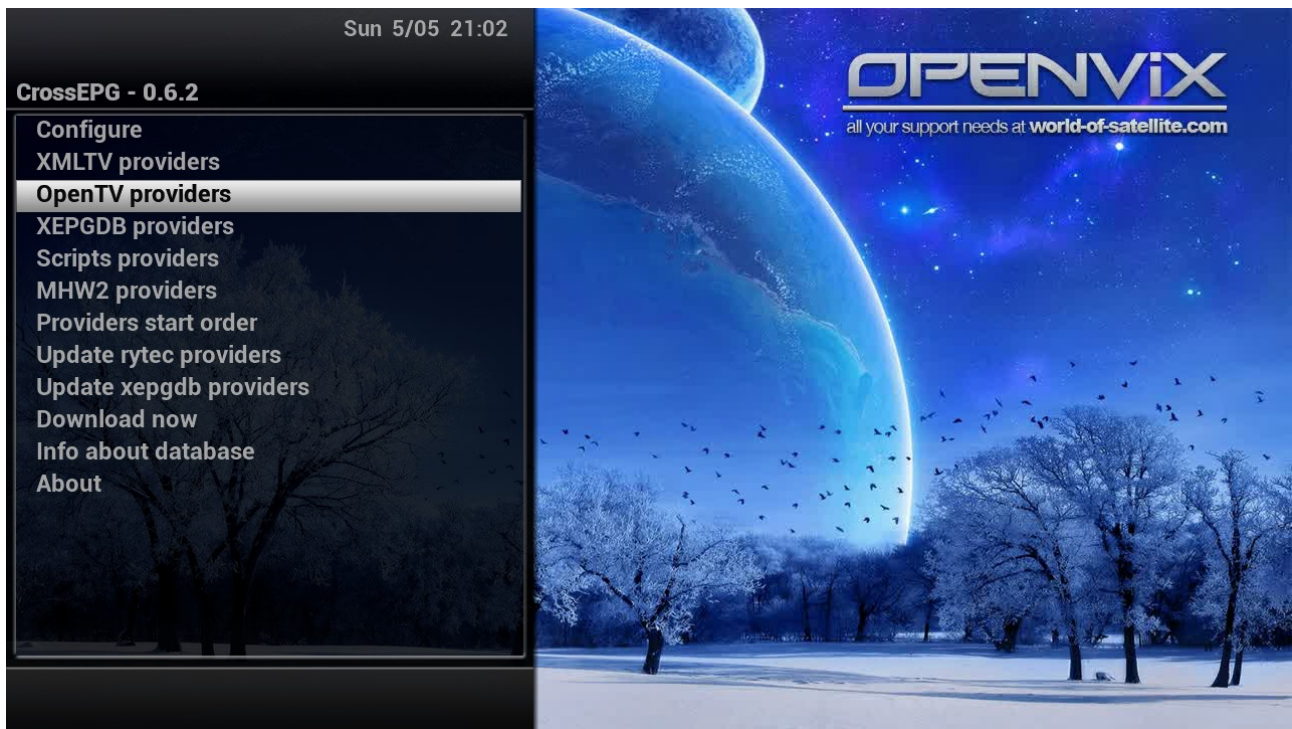 Sun 5/05 21:02
CrossEPG - 0.6.2
Configure
XMLTV providers
OpenTV providers
XEPGDB providers
Scripts providers
MHW2 providers
Providers start order
Update rytec providers
Update xepgdb providers
Download now
Info about database
About
OPENViX
all your support needs at world-of-satellite.com